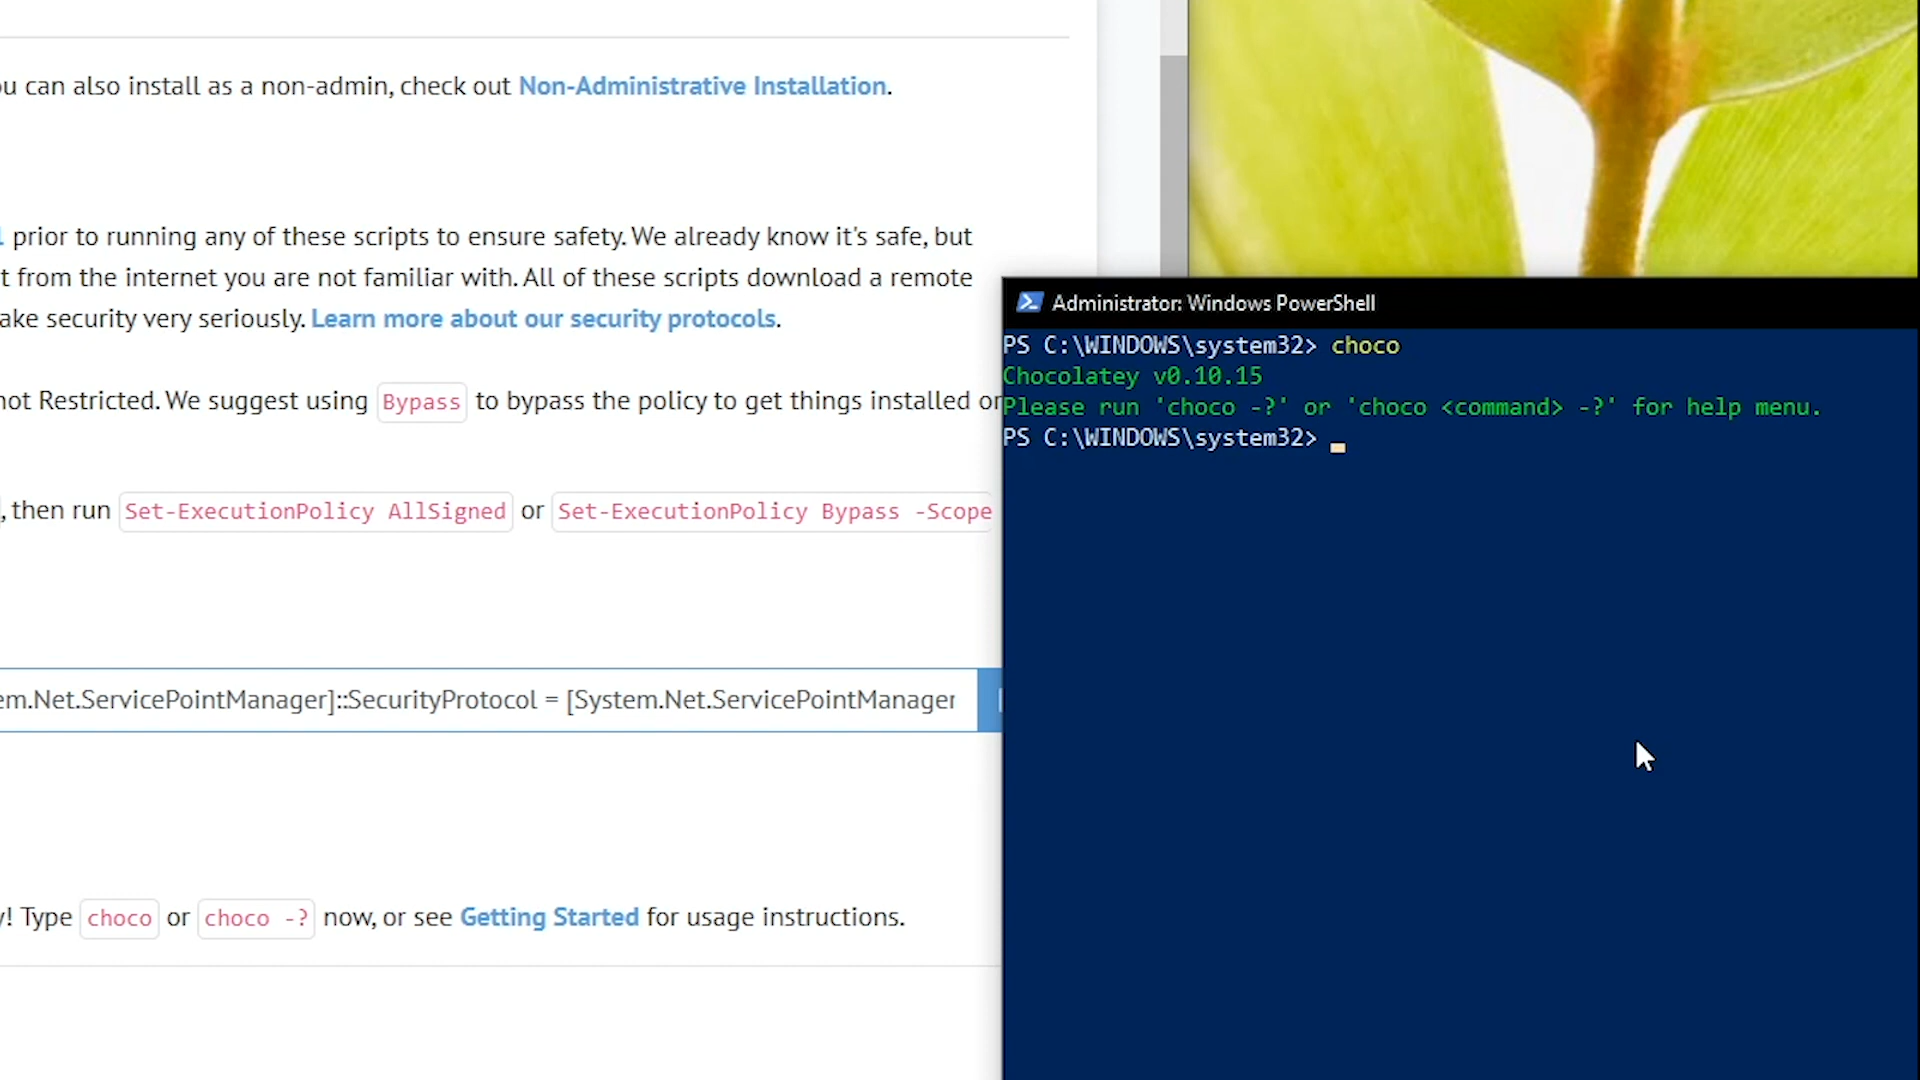 ou can also install as a non-admin, check out Non-Administrative Installation.
prior to running any of these scripts to ensure safety. We already know it's safe, but
t from the internet you are not familiar with. All of these scripts download a remote
ake security very seriously. Learn more about our security protocols.
not Restricted. We suggest using Bypass to bypass the policy to get things installed or
, then run Set-ExecutionPolicy AllSigned or Set-ExecutionPolicy Bypass -Scope
em.Net.ServicePointManager]::SecurityProtocol = [System.Net.ServicePointManager
y! Type choco or choco -? now, or see Getting Started for usage instructions.
Administrator: Windows PowerShell
PS C:\WINDOWS\system32> choco
Chocolatey v0.10.15
Please run 'choco -?' or 'choco <command> -?' for help menu.
PS C:\WINDOWS\system32>